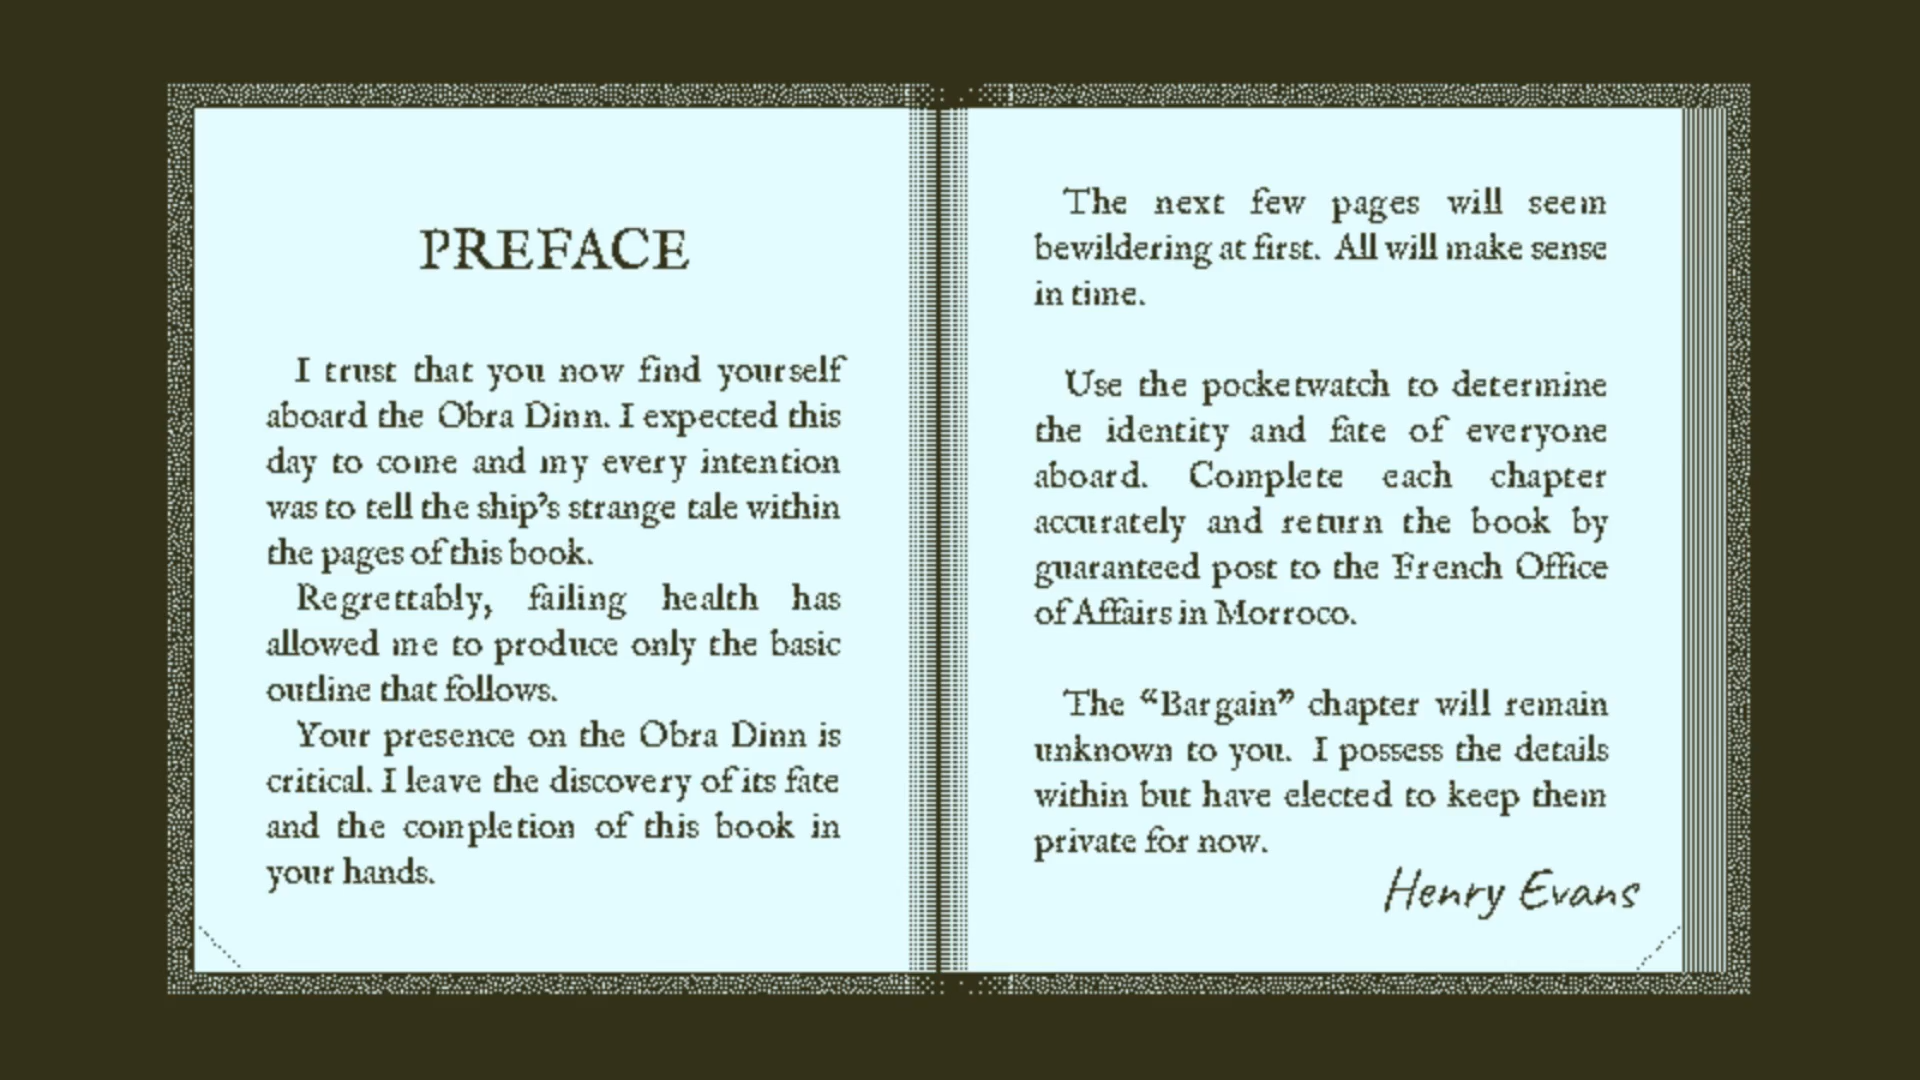 PREFACE
I trust that you now find yourself
aboard the Obra Dinn. I expected this
day to come and my every intention
was to tell the ship’s strange tale within
the pages of this book.
Regrettably, failing health has
allowed me to produce only the basic
outline that follows.
Your presence on the Obra Dinn is
critical. I leave the discovery of its fate
and the completion of this book in
your hands.
The next few pages will seem
bewildering at first. All will make sense
in time.
Use the pocketwatch to determine
the identity and fate of everyone
aboard. Complete each chapter
accurately and return the book by
guaranteed post to the French Office
of Affairs in Morroco.
The “Bargain” chapter will remain
unknown to you. I possess the details
within but have elected to keep them
private for now.
Henry Evans